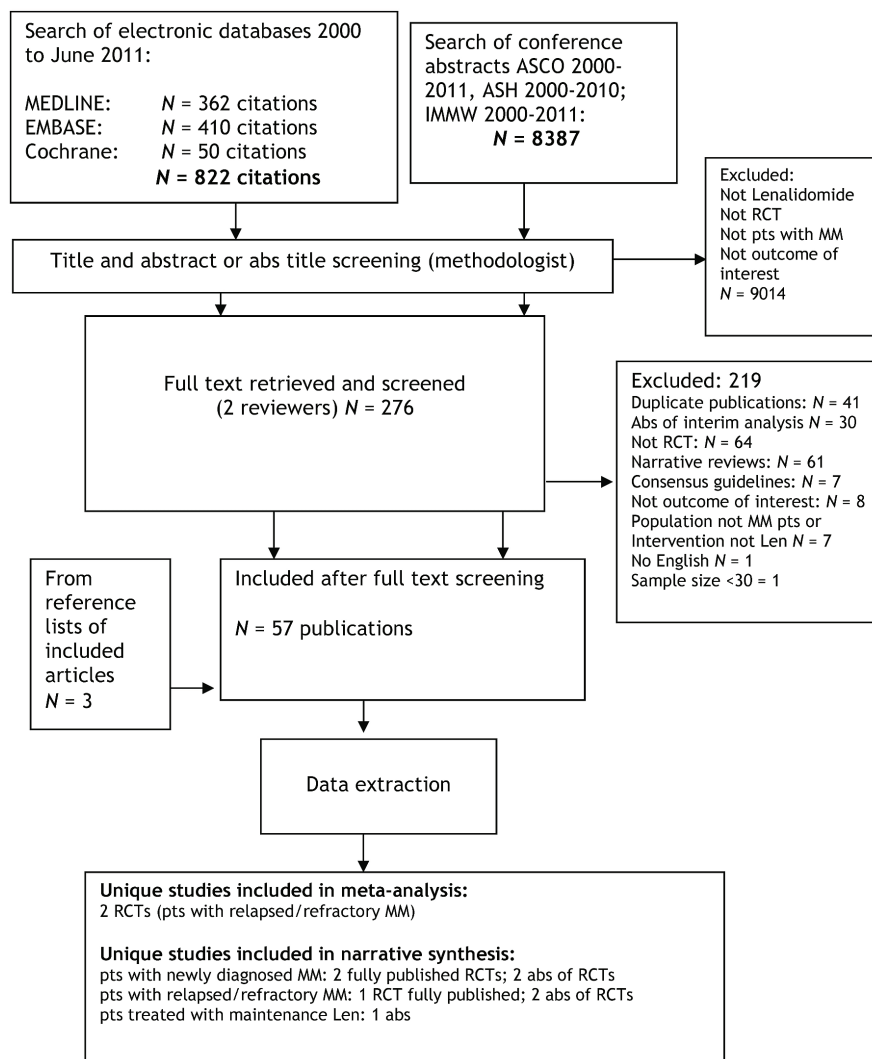 Search of electronic databases 2000
to June 2011:
MEDLINE: N = 362 citations
EMBASE: N = 410 citations
Cochrane: N = 50 citations
N = 822 citations
Search of conference
abstracts ASCO 2000-
2011, ASH 2000-2010;
IMMW 2000-2011:
N = 8387
Excluded:
Not Lenalidomide
Not RCT
Not pts with MM
Not outcome of
interest
N = 9014
Title and abstract or abs title screening (methodologist)
Full text retrieved and screened
(2 reviewers) N = 276
Excluded: 219
Duplicate publications: N = 41
Abs of interim analysis N = 30
Not RCT: N = 64
Narrative reviews: N = 61
Consensus guidelines: N = 7
Not outcome of interest: N = 8
Population not MM pts or
Intervention not Len N = 7
No English N = 1
Sample size <30 = 1
From
reference
lists of
included
articles
N = 3
Included after full text screening
N = 57 publications
Data extraction
Unique studies included in meta-analysis:
2 RCTs (pts with relapsed/refractory MM)
Unique studies included in narrative synthesis:
pts with newly diagnosed MM: 2 fully published RCTs; 2 abs of RCTs
pts with relapsed/refractory MM: 1 RCT fully published; 2 abs of RCTs
pts treated with maintenance Len: 1 abs